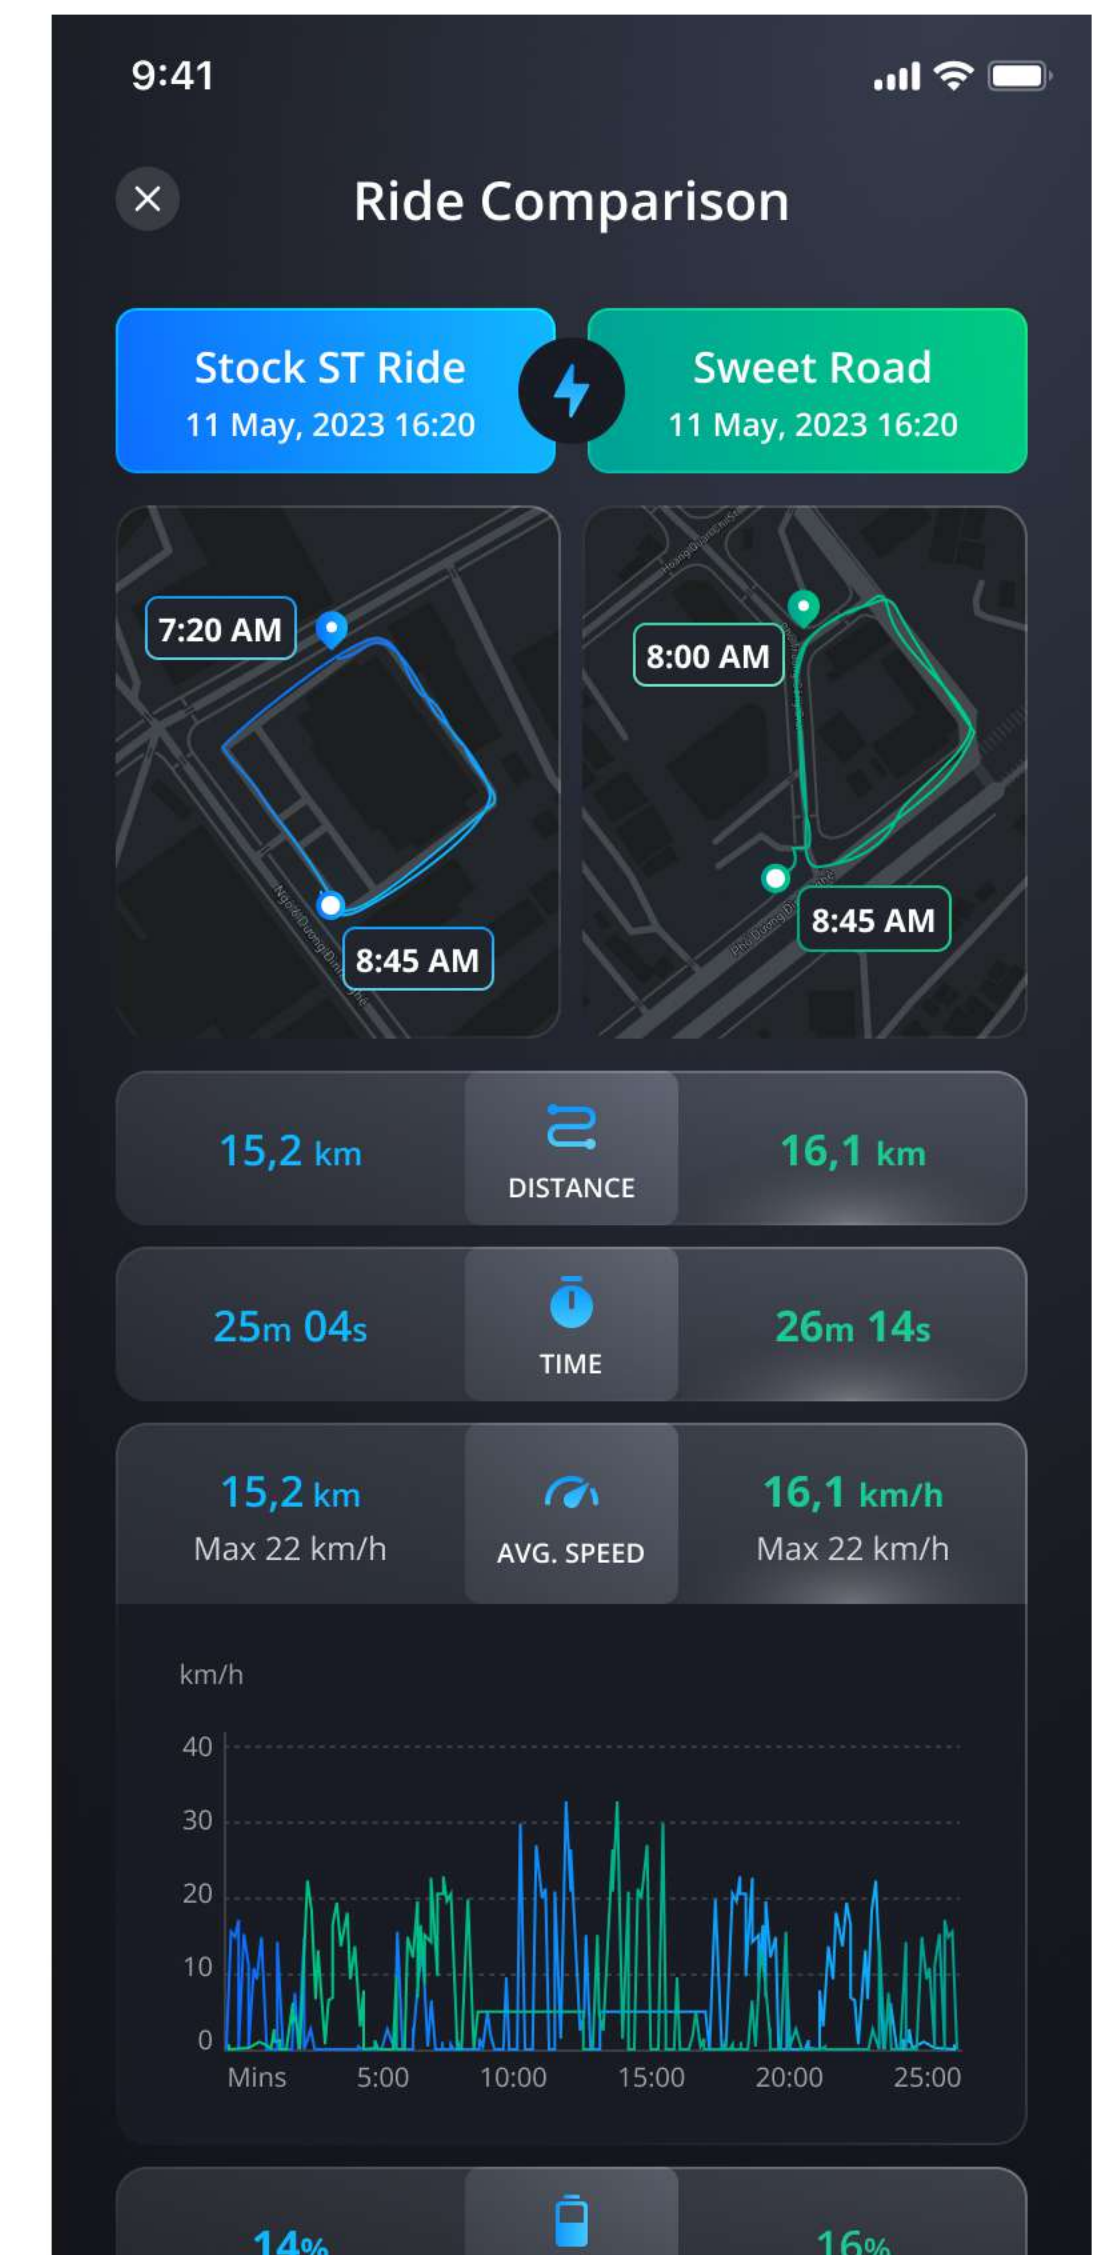 9:41
Ride Comparison
Stock ST Ride
11 May, 2023 16:20
Sweet Road
11 May, 2023 16:20
7:20 AM
8:45 AM
8:00 AM
8:45 AM
15,2 km
DISTANCE
16,1 km
25m 04s
TIME
26m 14s
15,2 km
Max 22 km/h
AVG. SPEED
16,1 km/h
Max 22 km/h
km/h
40
30
20
10
0
Mins 5:00 10:00 15:00 20:00 25:00
14%
16%